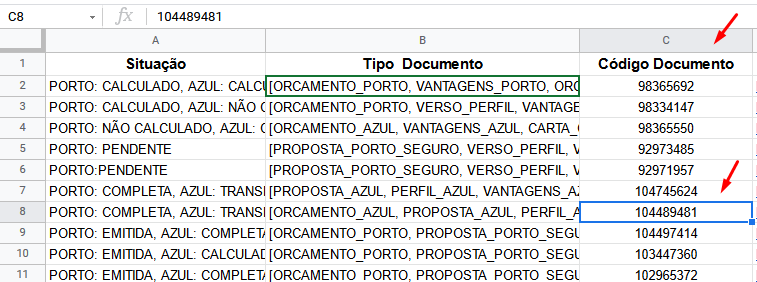 C8 fx 104489481
A B C
1 Situação Tipo Documento Código Documento
2 PORTO: CALCULADO, AZUL: CALCU [ORCAMENTO_PORTO, VANTAGENS_PORTO, ORÇ 98365692
3 PORTO: CALCULADO, AZUL: NÃO C [ORCAMENTO_PORTO, VERSO_PERFIL, VANTAGE 98334147
4 PORTO: NÃO CALCULADO, AZUL: C [ORCAMENTO_AZUL, VANTAGENS_AZUL, CARTA_ 98365550
5 PORTO: PENDENTE [PROPOSTA_PORTO_SEGURO, VERSO_PERFIL, V 92973485
6 PORTO:PENDENTE [PROPOSTA_PORTO_SEGURO, VERSO_PERFIL, V 92971957
7 PORTO: COMPLETA, AZUL: TRANSI [PROPOSTA_AZUL, PERFIL_AZUL, VANTAGENS_AZ 104745624
8 PORTO: COMPLETA, AZUL: TRANSI [ORCAMENTO_AZUL, PROPOSTA_AZUL, PERFIL_A 104489481
9 PORTO: EMITIDA, AZUL: COMPLETA [ORCAMENTO_PORTO, PROPOSTA_PORTO_SEGU 104497414
10 PORTO: EMITIDA, AZUL: CALCULAD [ORCAMENTO_PORTO, PROPOSTA_PORTO_SEGU 103447360
11 PORTO: EMITIDA, AZUL: COMPLETA [ORCAMENTO_PORTO, PROPOSTA_PORTO_SEGU 102965372